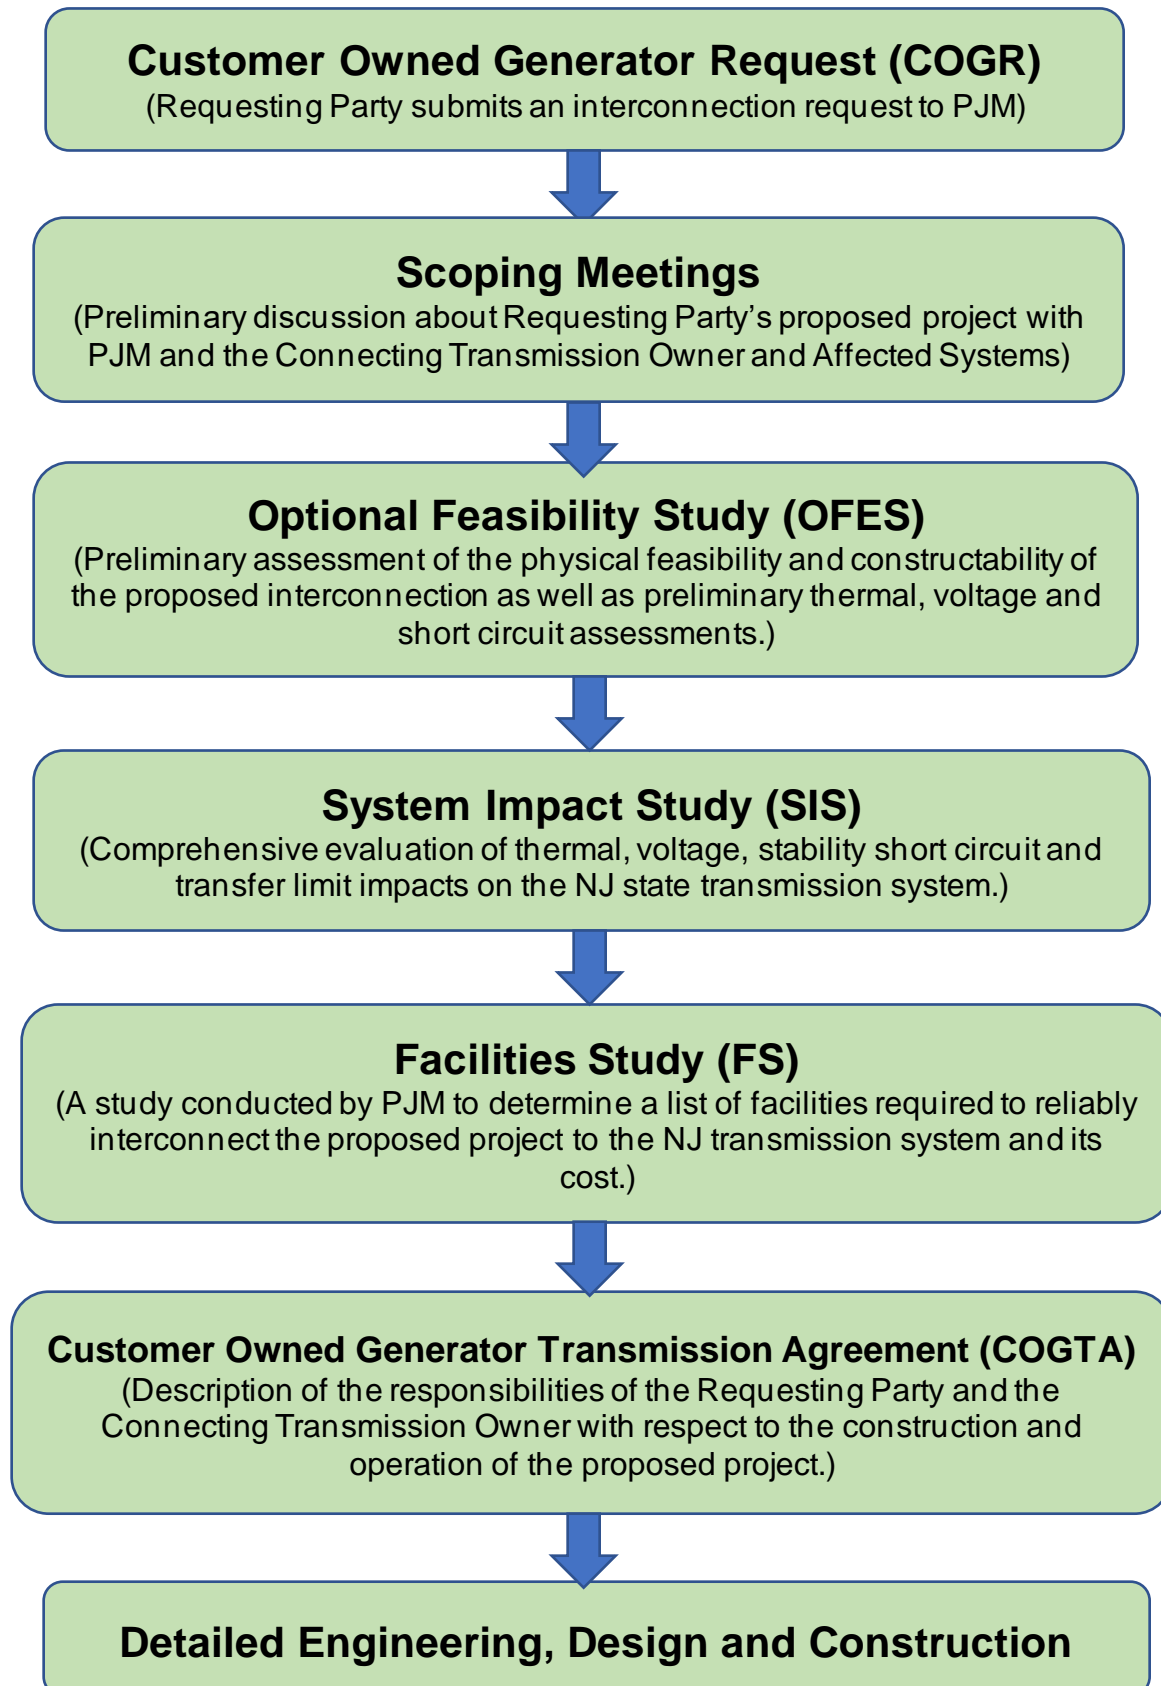 Customer Owned Generator Request (COGR)
(Requesting Party submits an interconnection request to PJM)
Scoping Meetings
(Preliminary discussion about Requesting Party’s proposed project with
PJM and the Connecting Transmission Owner and Affected Systems)
Optional Feasibility Study (OFES)
(Preliminary assessment of the physical feasibility and constructability of
the proposed interconnection as well as preliminary thermal, voltage and
short circuit assessments.)
System Impact Study (SIS)
(Comprehensive evaluation of thermal, voltage, stability short circuit and
transfer limit impacts on the NJ state transmission system.)
Facilities Study (FS)
(A study conducted by PJM to determine a list of facilities required to reliably
interconnect the proposed project to the NJ transmission system and its
cost.)
Customer Owned Generator Transmission Agreement (COGTA)
(Description of the responsibilities of the Requesting Party and the
Connecting Transmission Owner with respect to the construction and
operation of the proposed project.)
Detailed Engineering, Design and Construction